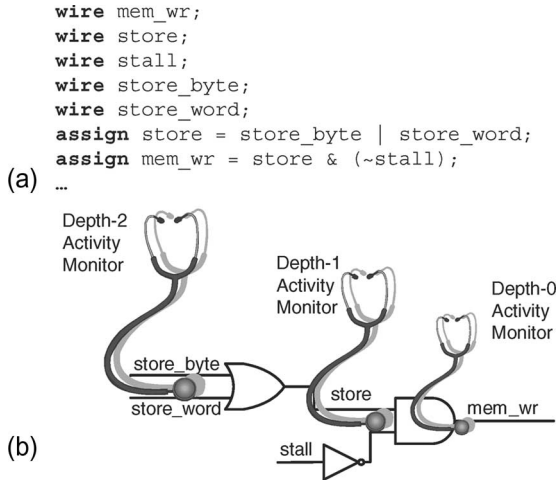 wire mem_wr;
wire store;
wire stall;
wire store_byte;
wire store_word;
assign store = store_byte | store_word;
assign mem_wr = store & (~stall);
(a)
…
Depth-2
Activity
Monitor
Depth-1
Activity
Monitor
Depth-0
Activity
Monitor
store_byte
store_word
store
mem_wr
stall
(b)